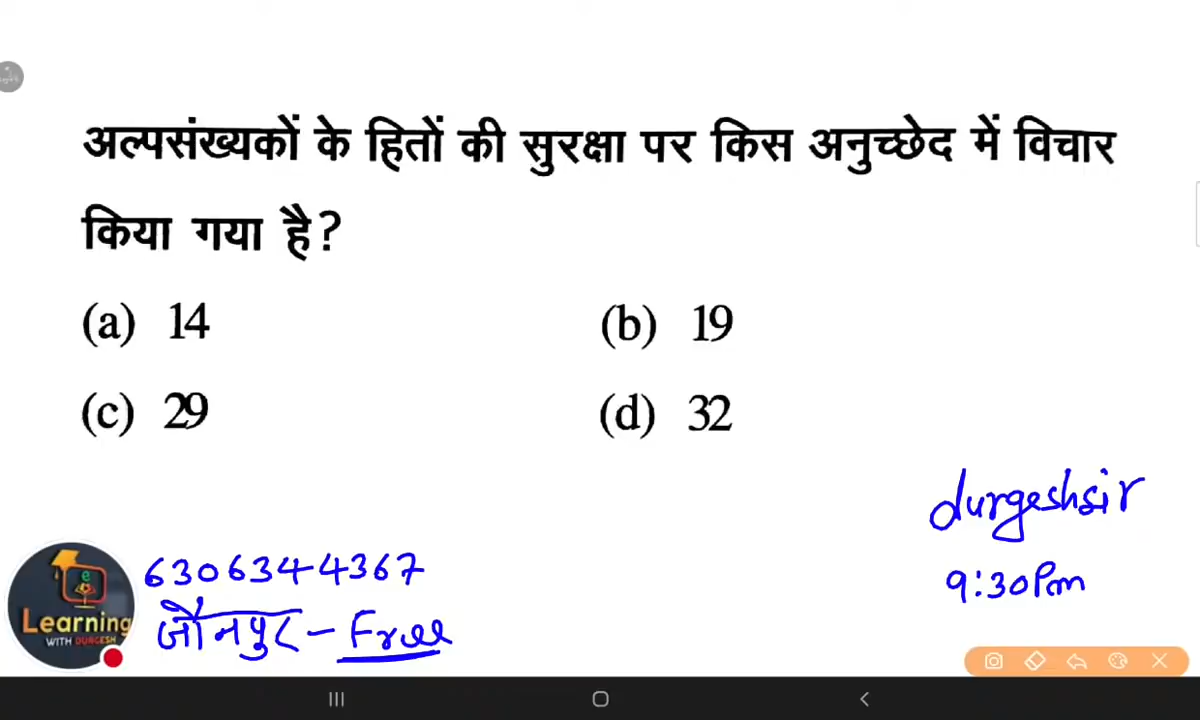 अल्पसंख्यकों के हितों की सुरक्षा पर किस अनुच्छेद में विचार
किया गया है?
(a) 14 (b) 19
(c) 29 (d) 32
durgeshsir
9:30Pm
6306344367
जौनपुर - Free
e
Learning
WITH DURGESH